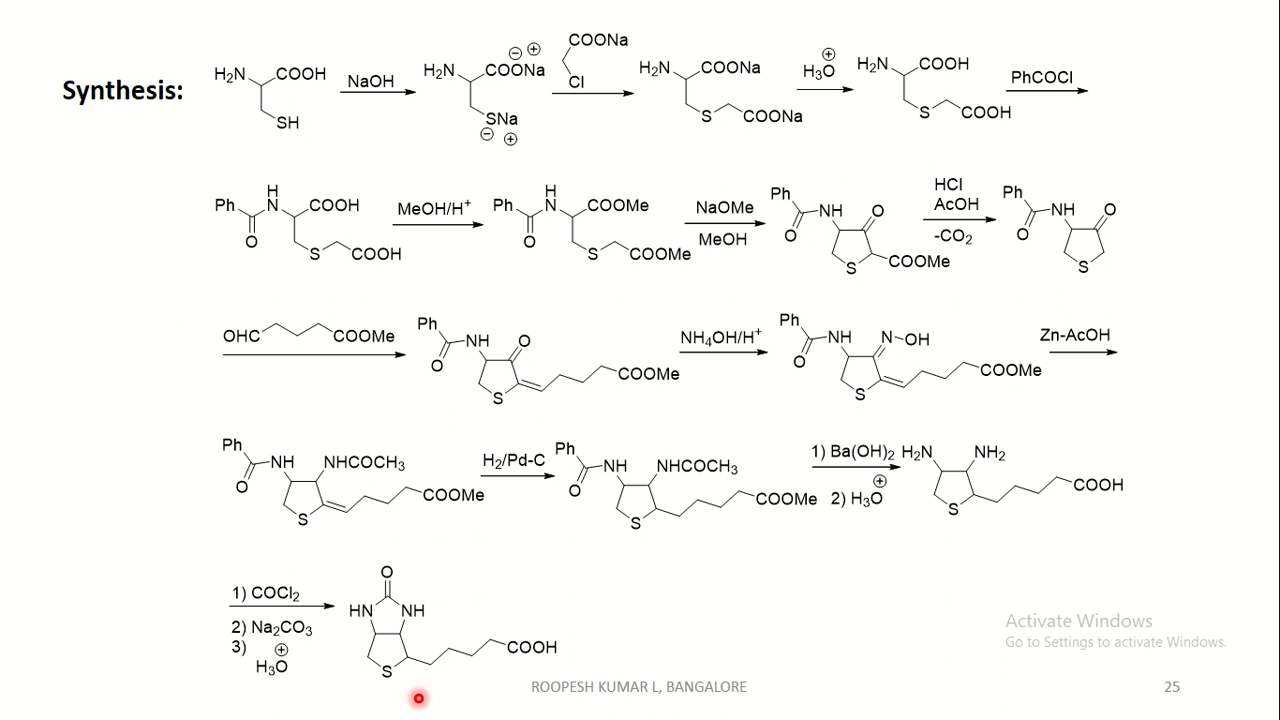 Synthesis:
H2N COOH SH NaOH H2N COONa ⊖ ⊕ SNa ⊖ ⊕ COONa Cl H2N COONa S COONa H3O ⊕ H2N COOH S COOH PhCOCl
Ph H N O COOH S COOH MeOH/H+ Ph H N O COOMe S COOMe NaOMe MeOH Ph NH O O S COOMe HCl AcOH -CO2 Ph NH O O S
OHC COOMe Ph NH O O S COOMe NH4OH/H+ Ph NH O N OH S COOMe Zn-AcOH
Ph NH O NHCOCH3 S COOMe H2/Pd-C Ph NH O NHCOCH3 S COOMe 1) Ba(OH)2 2) H3O ⊕ H2N NH2 S COOH
1) COCl2
2) Na2CO3
3) H3O ⊕
O HN NH S COOH
Activate Windows
Go to Settings to activate Windows.
ROOPESH KUMAR L, BANGALORE 25